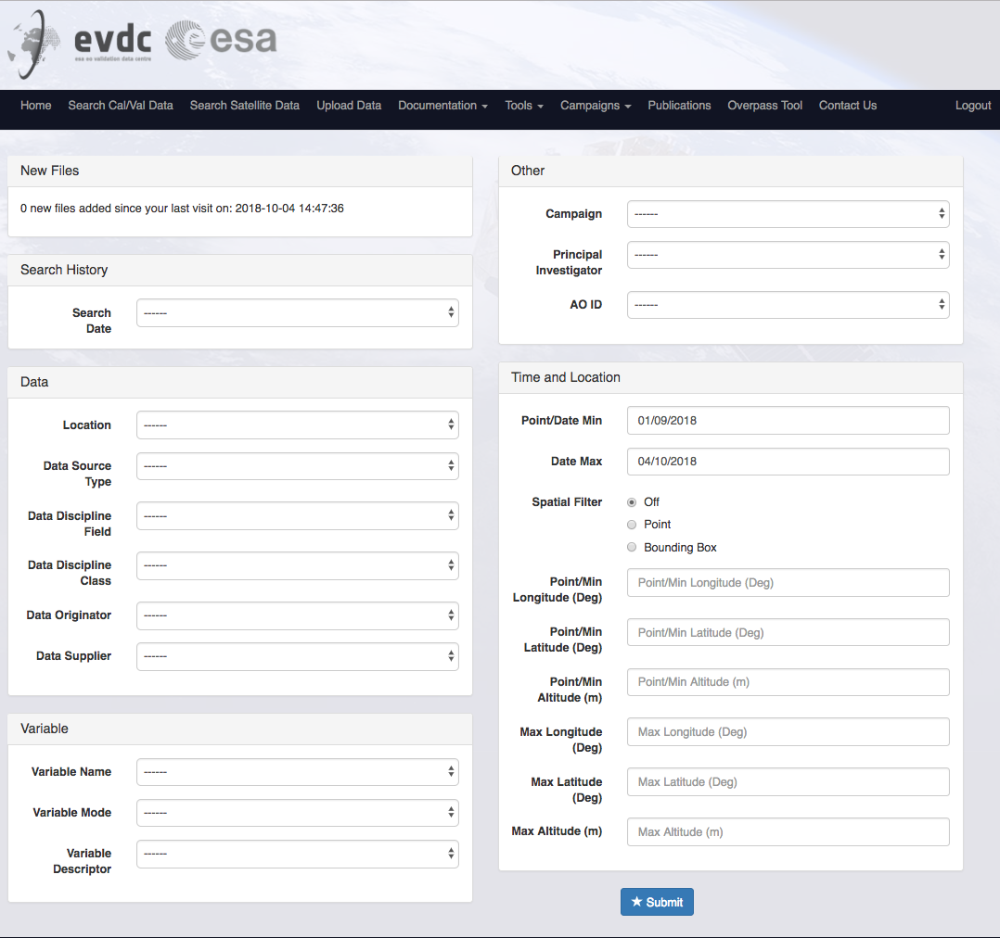 evdc
esa eo validation data centre
esa
Home Search Cal/Val Data Search Satellite Data Upload Data Documentation Tools Campaigns Publications Overpass Tool Contact Us Logout
New Files
0 new files added since your last visit on: 2018-10-04 14:47:36
Search History
Search
Date
------
Data
Location
------
Data Source
Type
------
Data Discipline
Field
------
Data Discipline
Class
------
Data Originator
------
Data Supplier
------
Variable
Variable Name
------
Variable Mode
------
Variable
Descriptor
------
Other
Campaign
------
Principal
Investigator
------
AO ID
------
Time and Location
Point/Date Min
01/09/2018
Date Max
04/10/2018
Spatial Filter
Off
Point
Bounding Box
Point/Min
Longitude (Deg)
Point/Min Longitude (Deg)
Point/Min
Latitude (Deg)
Point/Min Latitude (Deg)
Point/Min
Altitude (m)
Point/Min Altitude (m)
Max Longitude
(Deg)
Max Longitude (Deg)
Max Latitude
(Deg)
Max Latitude (Deg)
Max Altitude (m)
Max Altitude (m)
Submit